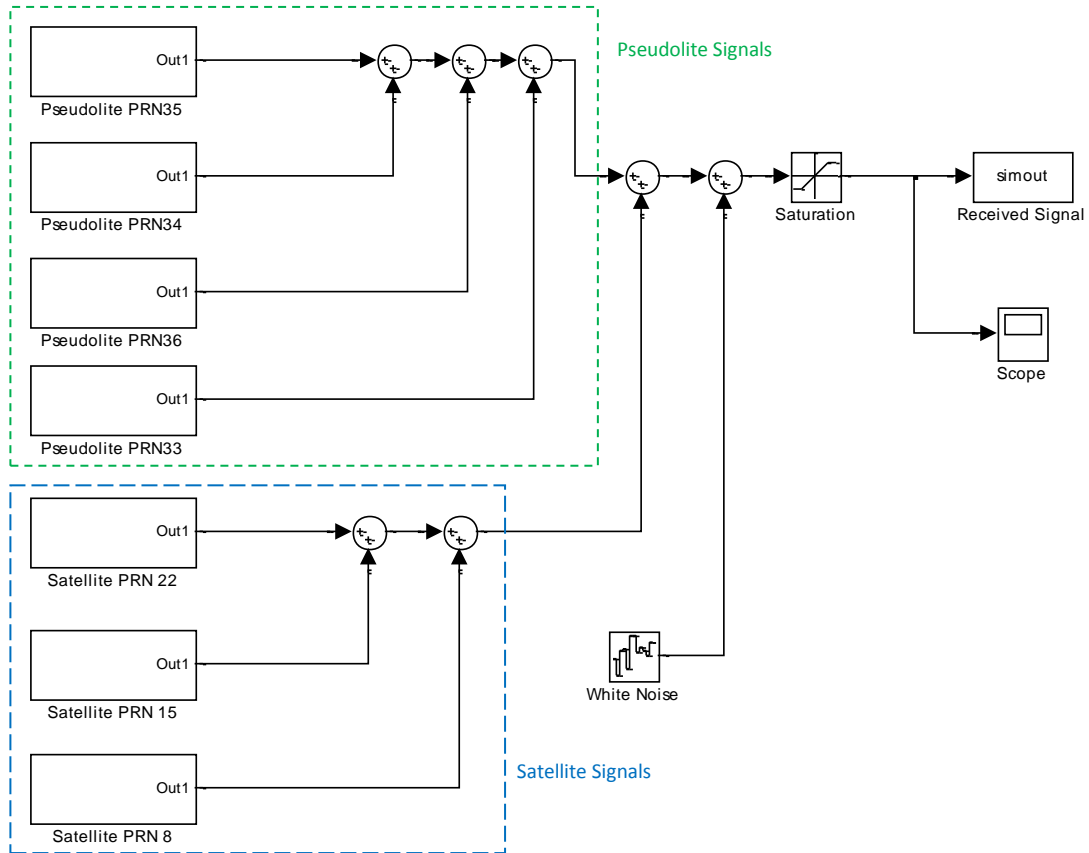 Pseudolite Signals
Out1
Pseudolite PRN35
Out1
Pseudolite PRN34
Out1
Pseudolite PRN36
Out1
Pseudolite PRN33
Saturation
simout
Received Signal
Scope
Out1
Satellite PRN 22
Out1
Satellite PRN 15
Out1
Satellite PRN 8
White Noise
Satellite Signals